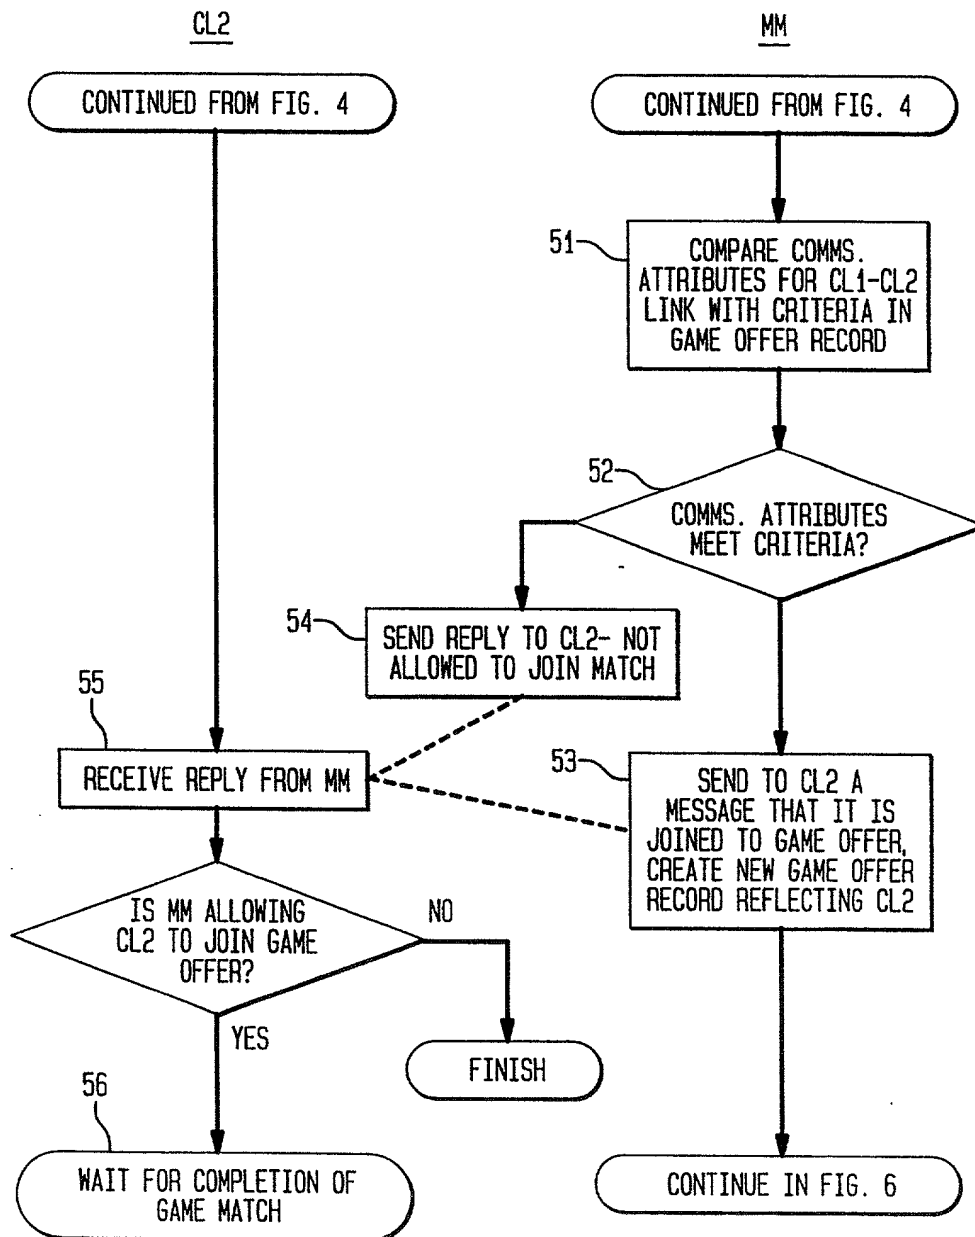 CL2
MM
CONTINUED FROM FIG. 4
CONTINUED FROM FIG. 4
51
COMPARE COMMS.
ATTRIBUTES FOR CL1-CL2
LINK WITH CRITERIA IN
GAME OFFER RECORD
52
COMMS. ATTRIBUTES
MEET CRITERIA?
54
SEND REPLY TO CL2- NOT
ALLOWED TO JOIN MATCH
55
RECEIVE REPLY FROM MM
53
SEND TO CL2 A
MESSAGE THAT IT IS
JOINED TO GAME OFFER,
CREATE NEW GAME OFFER
RECORD REFLECTING CL2
IS MM ALLOWING
CL2 TO JOIN GAME
OFFER?
NO
YES
FINISH
56
WAIT FOR COMPLETION OF
GAME MATCH
CONTINUE IN FIG. 6